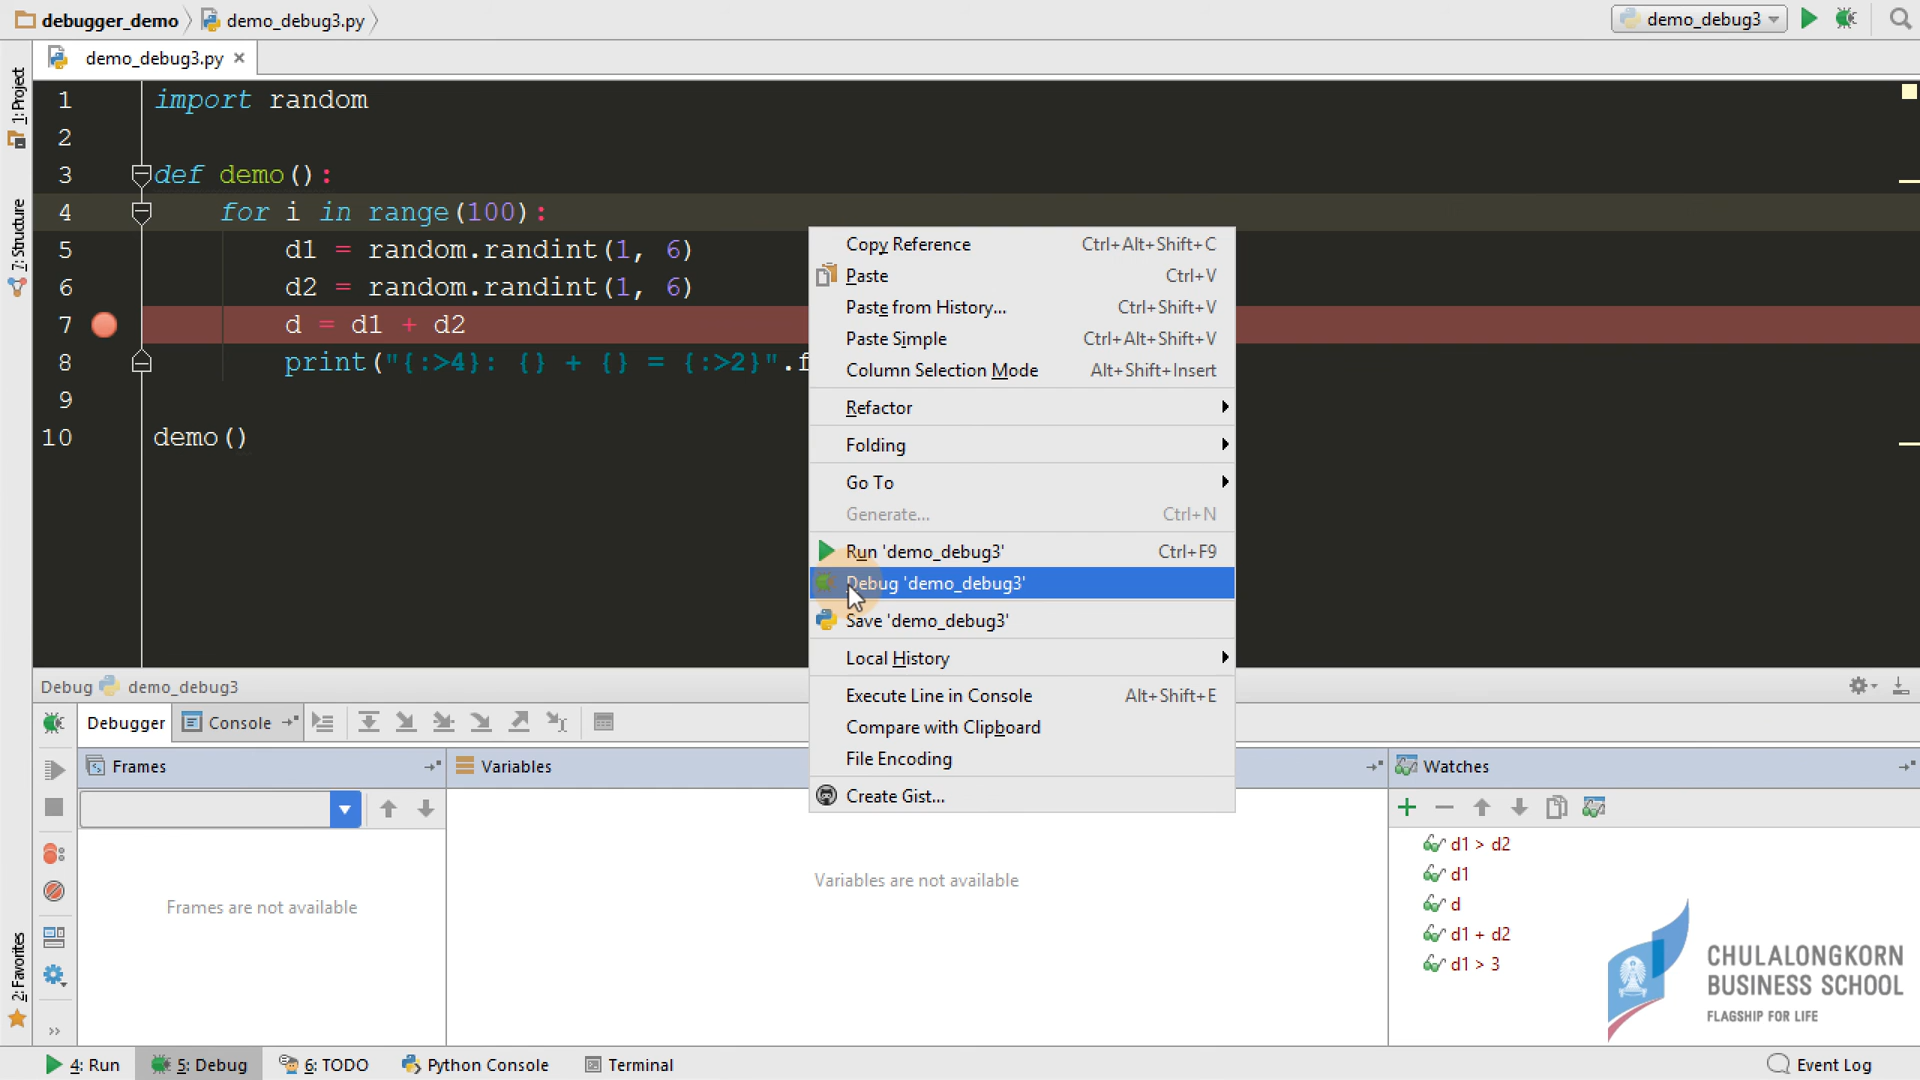 debugger_demo demo_debug3.py demo_debug3
demo_debug3.py
1: Project
7: Structure
2: Favorites
1 import random
2
3 def demo():
4 for i in range(100):
5 d1 = random.randint(1, 6)
6 d2 = random.randint(1, 6)
7 d = d1 + d2
8 print("{:>4}: {} + {} = {:>2}".f
9
10 demo()
Copy Reference Ctrl+Alt+Shift+C
Paste Ctrl+V
Paste from History... Ctrl+Shift+V
Paste Simple Ctrl+Alt+Shift+V
Column Selection Mode Alt+Shift+Insert
Refactor
Folding
Go To
Generate... Ctrl+N
Run 'demo_debug3' Ctrl+F9
Debug 'demo_debug3'
Save 'demo_debug3'
Local History
Execute Line in Console Alt+Shift+E
Compare with Clipboard
File Encoding
Create Gist...
Debug demo_debug3
Debugger Console
Frames Variables Watches
Frames are not available
Variables are not available
d1 > d2
d1
d
d1 + d2
d1 > 3
CHULALONGKORN
BUSINESS SCHOOL
FLAGSHIP FOR LIFE
4: Run 5: Debug 6: TODO Python Console Terminal Event Log